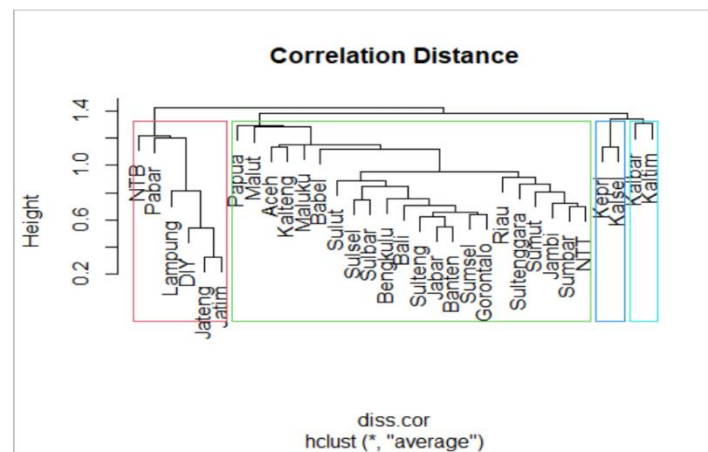 Correlation Distance
Height
1.4
1.0
0.6
0.2
NTB
Pabar
Lampung
DIY
Jateng
Jatim
Papua
Malut
Aceh
Kalteng
Maluku
Babel
Sulut
Sulsel
Sulbar
Bengkulu
Bali
Sulteng
Jabar
Banten
Sumsel
Gorontalo
Riau
Sultenggara
Sumut
Jambi
Sumbar
NTT
Kepri
Kalsel
Kalbar
Kaltim
diss.cor
hclust (*, "average")